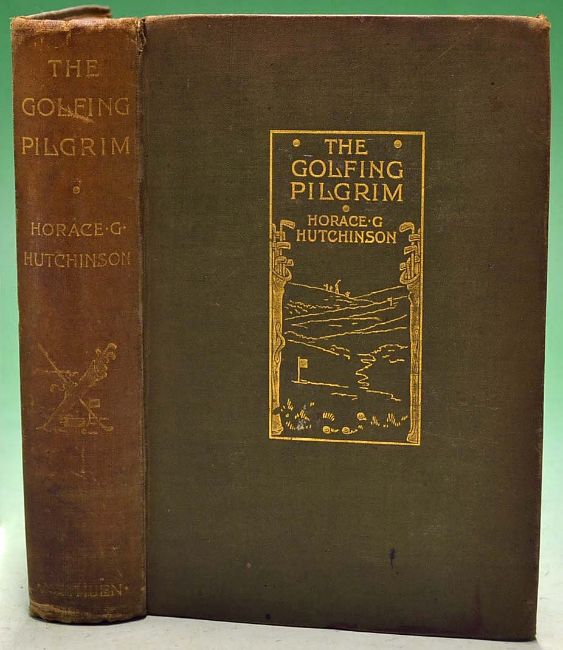 THE
GOLFING
PILGRIM
HORACE·G·
HUTCHINSON
METHUEN·
THE
GOLFING
PILGRIM
HORACE·G
HUTCHINSON